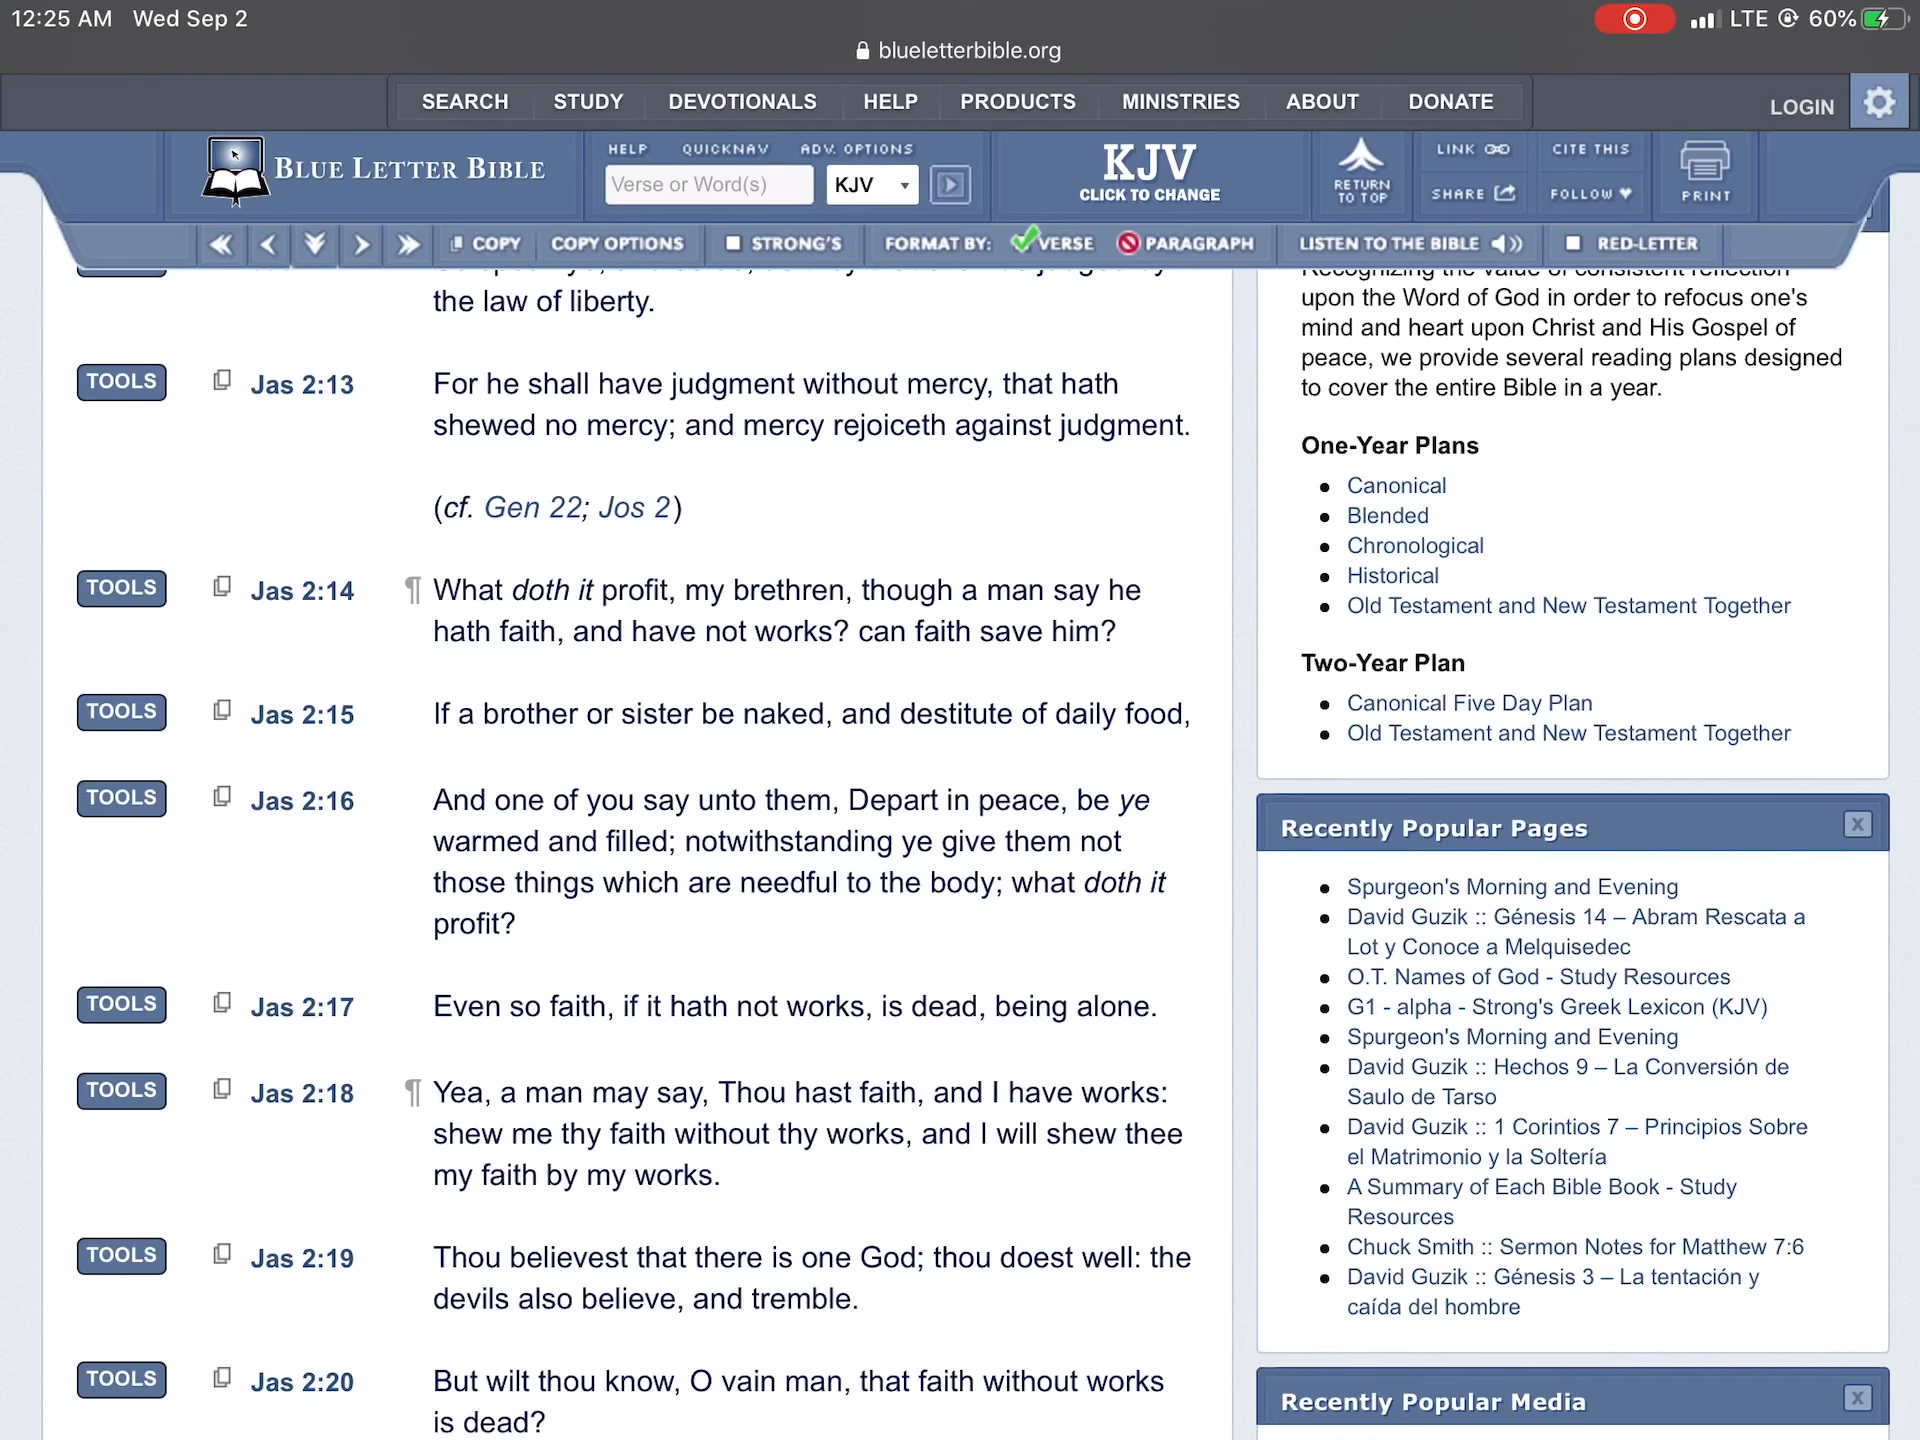 12:25 AM Wed Sep 2
LTE 60%
blueletterbible.org
SEARCH STUDY DEVOTIONALS HELP PRODUCTS MINISTRIES ABOUT DONATE
LOGIN
BLUE LETTER BIBLE
HELP QUICKNAV ADV. OPTIONS
Verse or Word(s) KJV
KJV
CLICK TO CHANGE
RETURN
TO TOP
LINK CITE THIS
SHARE FOLLOW
PRINT
COPY COPY OPTIONS STRONG'S FORMAT BY: VERSE PARAGRAPH LISTEN TO THE BIBLE RED-LETTER
the law of liberty.
TOOLS Jas 2:13 For he shall have judgment without mercy, that hath
shewed no mercy; and mercy rejoiceth against judgment.
(cf. Gen 22; Jos 2)
TOOLS Jas 2:14 ¶ What doth it profit, my brethren, though a man say he
hath faith, and have not works? can faith save him?
TOOLS Jas 2:15 If a brother or sister be naked, and destitute of daily food,
TOOLS Jas 2:16 And one of you say unto them, Depart in peace, be ye
warmed and filled; notwithstanding ye give them not
those things which are needful to the body; what doth it
profit?
TOOLS Jas 2:17 Even so faith, if it hath not works, is dead, being alone.
TOOLS Jas 2:18 ¶ Yea, a man may say, Thou hast faith, and I have works:
shew me thy faith without thy works, and I will shew thee
my faith by my works.
TOOLS Jas 2:19 Thou believest that there is one God; thou doest well: the
devils also believe, and tremble.
TOOLS Jas 2:20 But wilt thou know, O vain man, that faith without works
is dead?
Recognizing the value of consistent reflection
upon the Word of God in order to refocus one's
mind and heart upon Christ and His Gospel of
peace, we provide several reading plans designed
to cover the entire Bible in a year.
One-Year Plans
Canonical
Blended
Chronological
Historical
Old Testament and New Testament Together
Two-Year Plan
Canonical Five Day Plan
Old Testament and New Testament Together
Recently Popular Pages
Spurgeon's Morning and Evening
David Guzik :: Génesis 14 – Abram Rescata a
Lot y Conoce a Melquisedec
O.T. Names of God - Study Resources
G1 - alpha - Strong's Greek Lexicon (KJV)
Spurgeon's Morning and Evening
David Guzik :: Hechos 9 – La Conversión de
Saulo de Tarso
David Guzik :: 1 Corintios 7 – Principios Sobre
el Matrimonio y la Soltería
A Summary of Each Bible Book - Study
Resources
Chuck Smith :: Sermon Notes for Matthew 7:6
David Guzik :: Génesis 3 – La tentación y
caída del hombre
Recently Popular Media